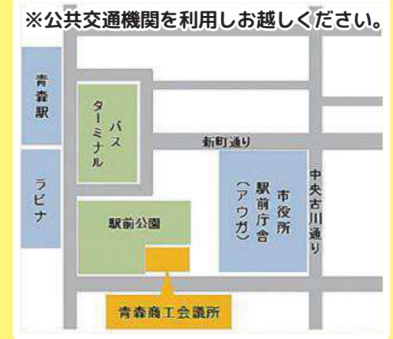 ※公共交通機関を利用しお越しください。
青森駅
バス
ターミナル
新町通り
ラビナ
駅前公園
市役所
駅前庁舎
（アウガ）
中央古川通り
青森商工会議所